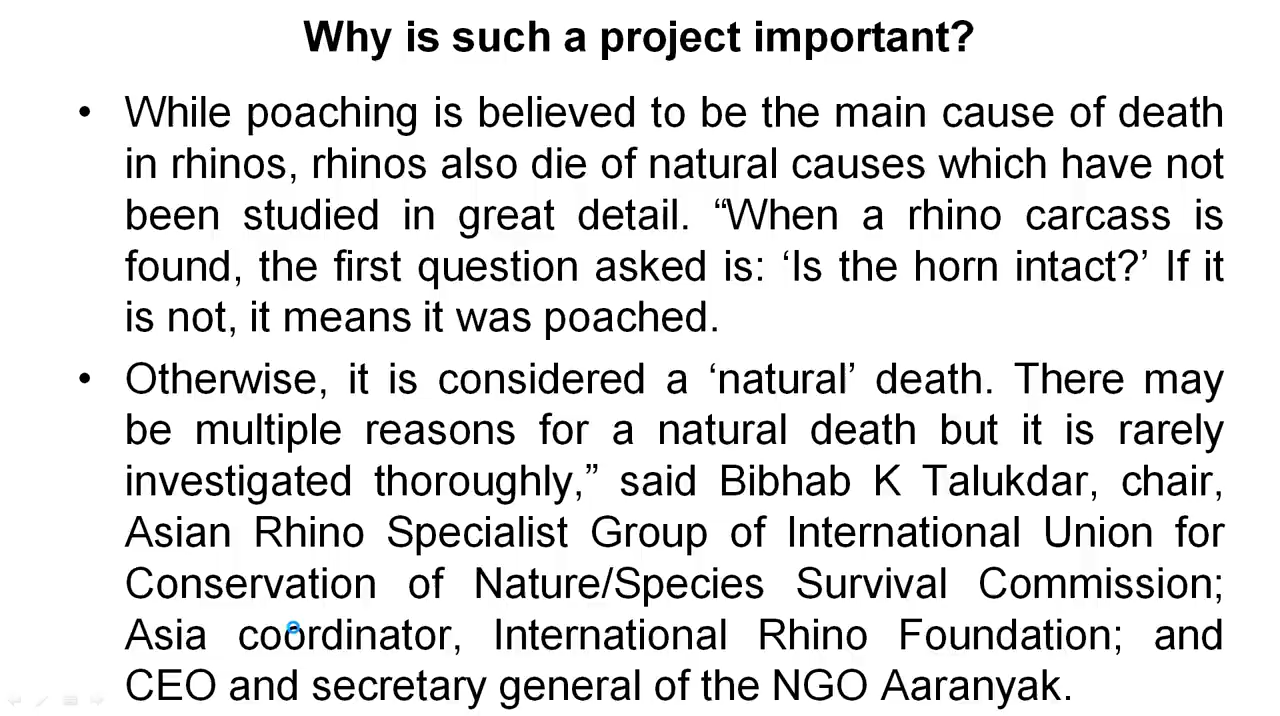 Why is such a project important?
• While poaching is believed to be the main cause of death
in rhinos, rhinos also die of natural causes which have not
been studied in great detail. “When a rhino carcass is
found, the first question asked is: ‘Is the horn intact?’ If it
is not, it means it was poached.
• Otherwise, it is considered a ‘natural’ death. There may
be multiple reasons for a natural death but it is rarely
investigated thoroughly,” said Bibhab K Talukdar, chair,
Asian Rhino Specialist Group of International Union for
Conservation of Nature/Species Survival Commission;
Asia coordinator, International Rhino Foundation; and
CEO and secretary general of the NGO Aaranyak.